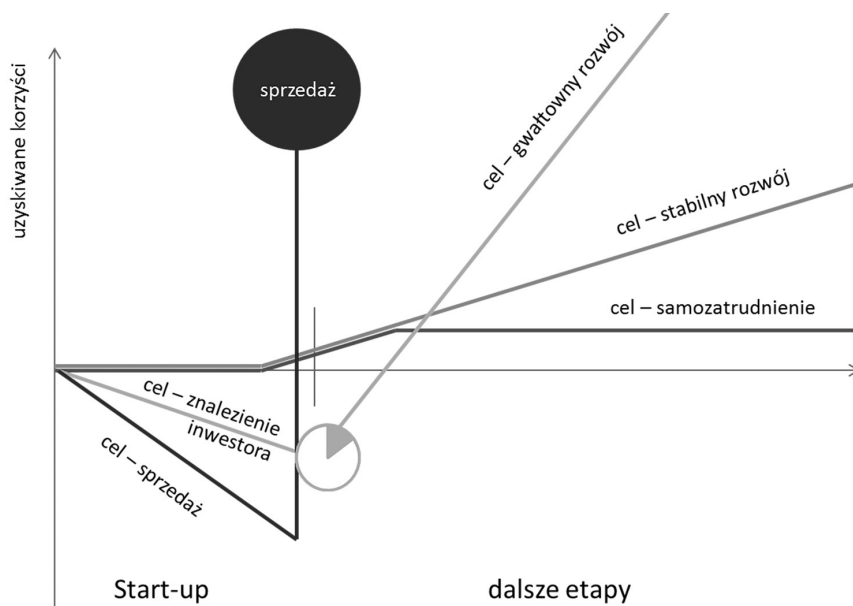 sprzedaż
uzyskiwane korzyści
cel – gwałtowny rozwój
cel – stabilny rozwój
cel – samozatrudnienie
cel – znalezienie
inwestora
cel – sprzedaż
Start-up
dalsze etapy